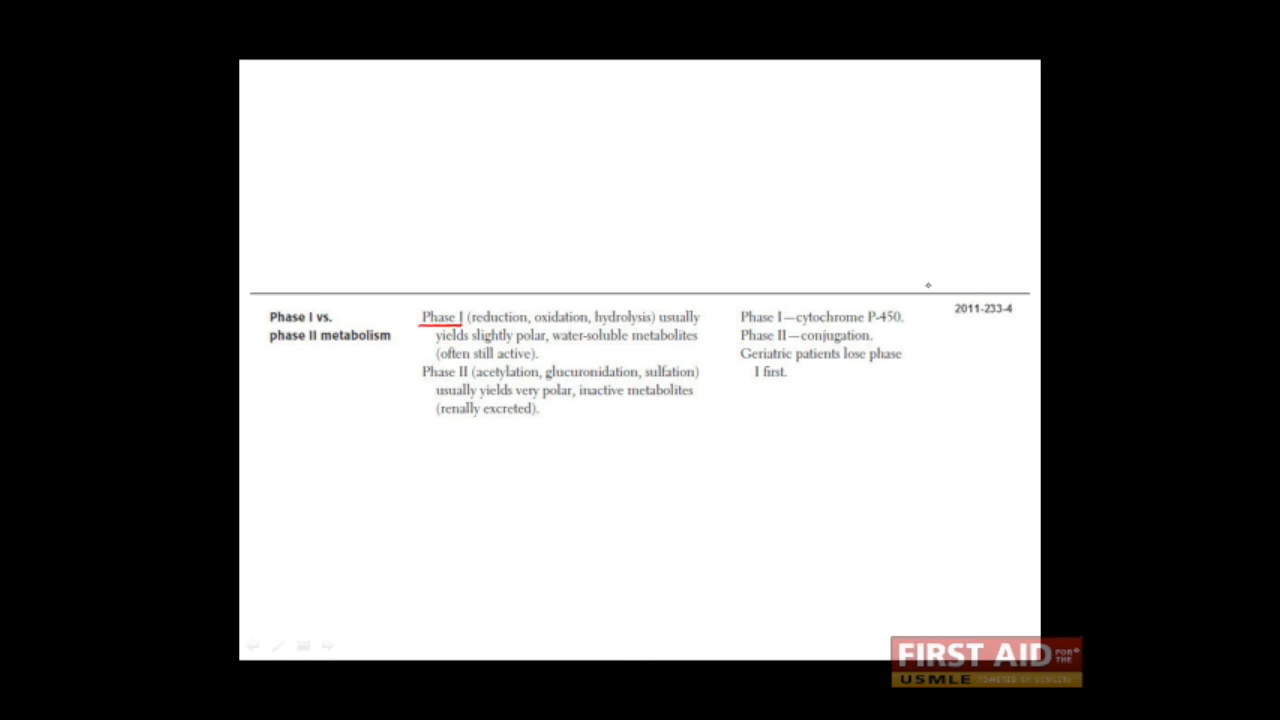 2011-233-4
Phase I vs.
phase II metabolism
Phase I (reduction, oxidation, hydrolysis) usually
yields slightly polar, water-soluble metabolites
(often still active).
Phase II (acetylation, glucuronidation, sulfation)
usually yields very polar, inactive metabolites
(renally excreted).
Phase I—cytochrome P-450.
Phase II—conjugation.
Geriatric patients lose phase
I first.
FIRST AID FOR THE
USMLE